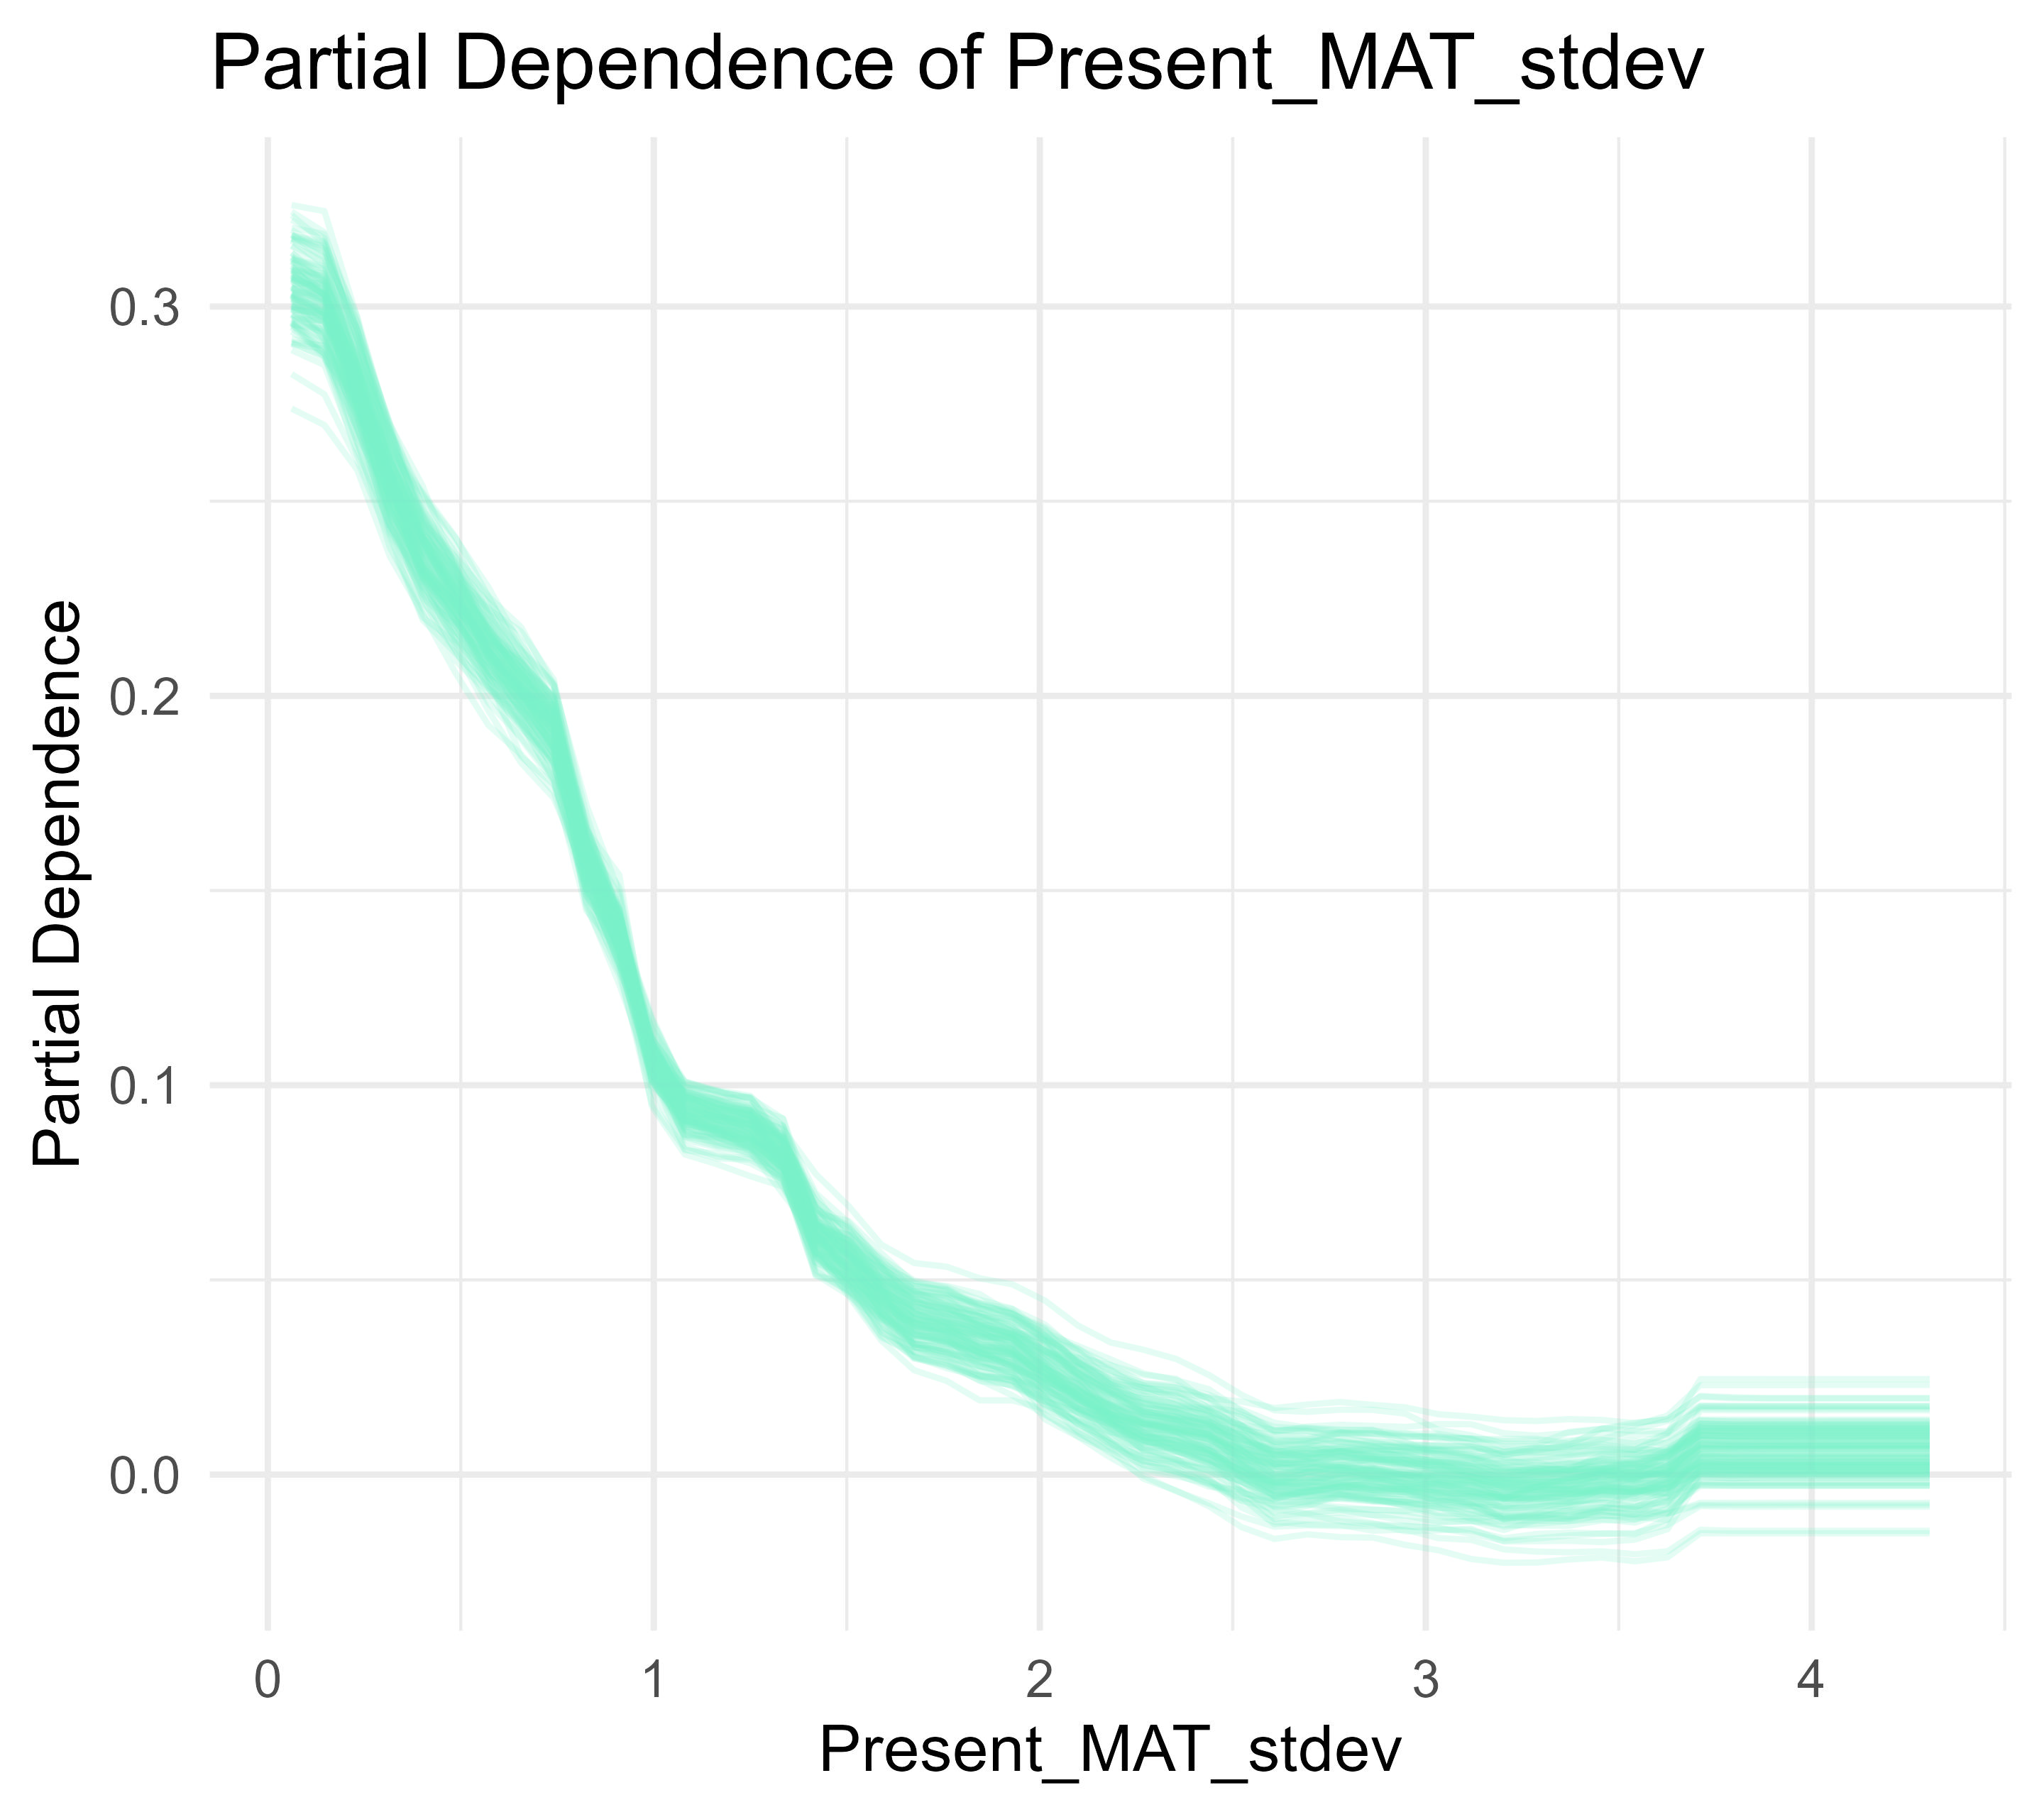 Partial Dependence of Present_MAT_stdev
Partial Dependence
0.3
0.2
0.1
0.0
0 1 2 3 4
Present_MAT_stdev